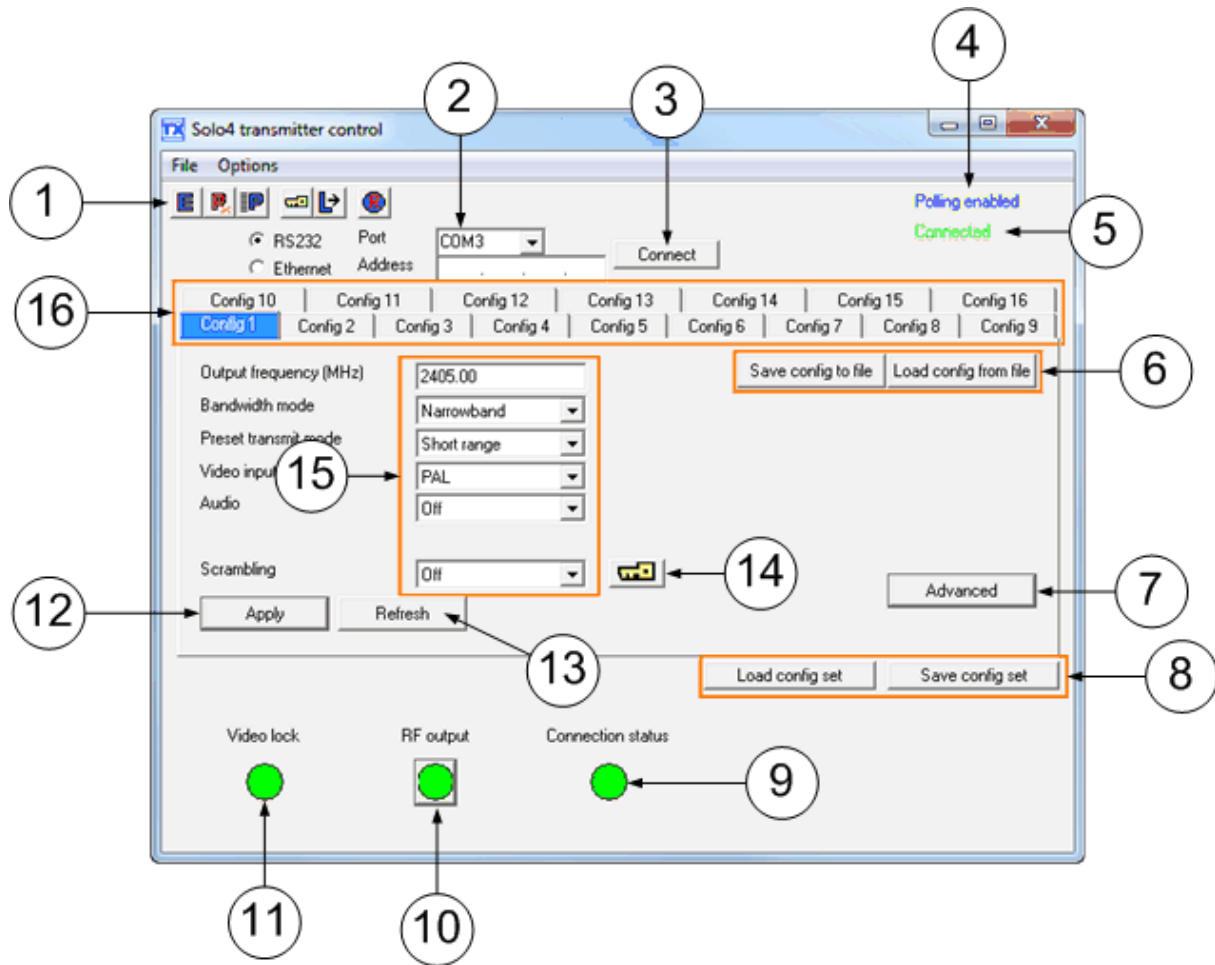 4
2
3
TX Solo4 transmitter control
File Options
1
E P P L R
Polling enabled
RS232 Port COM3
Connect
Connected
5
Ethernet Address . . .
16
Config 10 Config 11 Config 12 Config 13 Config 14 Config 15 Config 16
Config 1 Config 2 Config 3 Config 4 Config 5 Config 6 Config 7 Config 8 Config 9
Output frequency (MHz) 2405.00
Save config to file Load config from file
6
Bandwidth mode Narrowband
Preset transmit mode Short range
Video input PAL
15
Audio Off
Scrambling Off
14
Advanced
7
12
Apply Refresh
13
Load config set Save config set
8
Video lock RF output Connection status
9
11
10